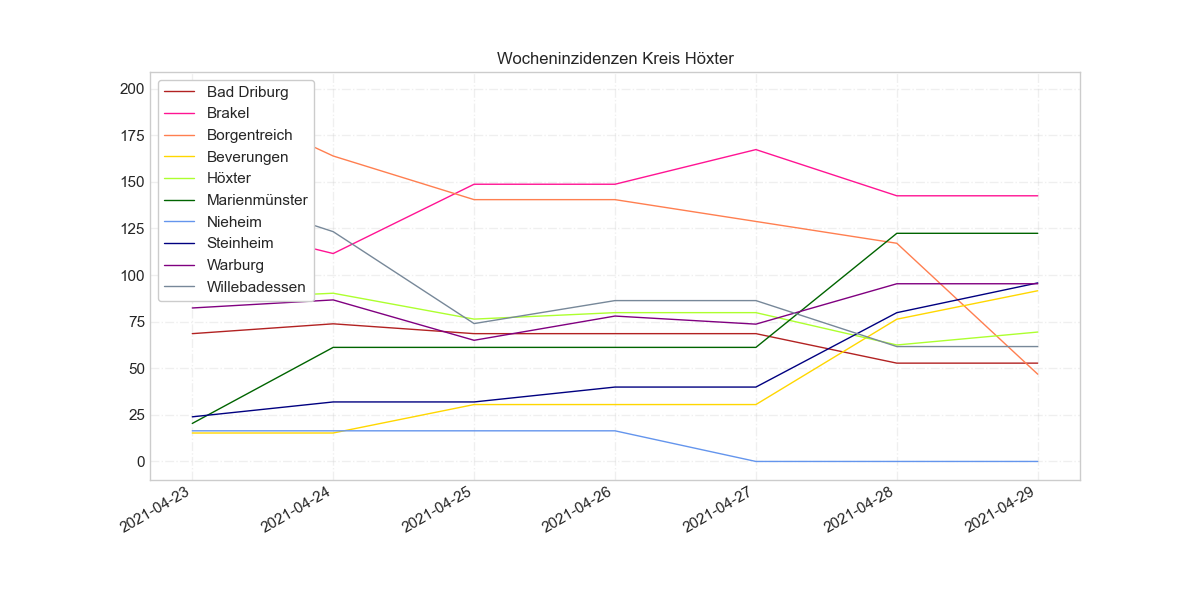 Wocheninzidenzen Kreis Höxter
200
175
150
125
100
75
50
25
0
Bad Driburg
Brakel
Borgentreich
Beverungen
Höxter
Marienmünster
Nieheim
Steinheim
Warburg
Willebadessen
2021-04-23
2021-04-24
2021-04-25
2021-04-26
2021-04-27
2021-04-28
2021-04-29